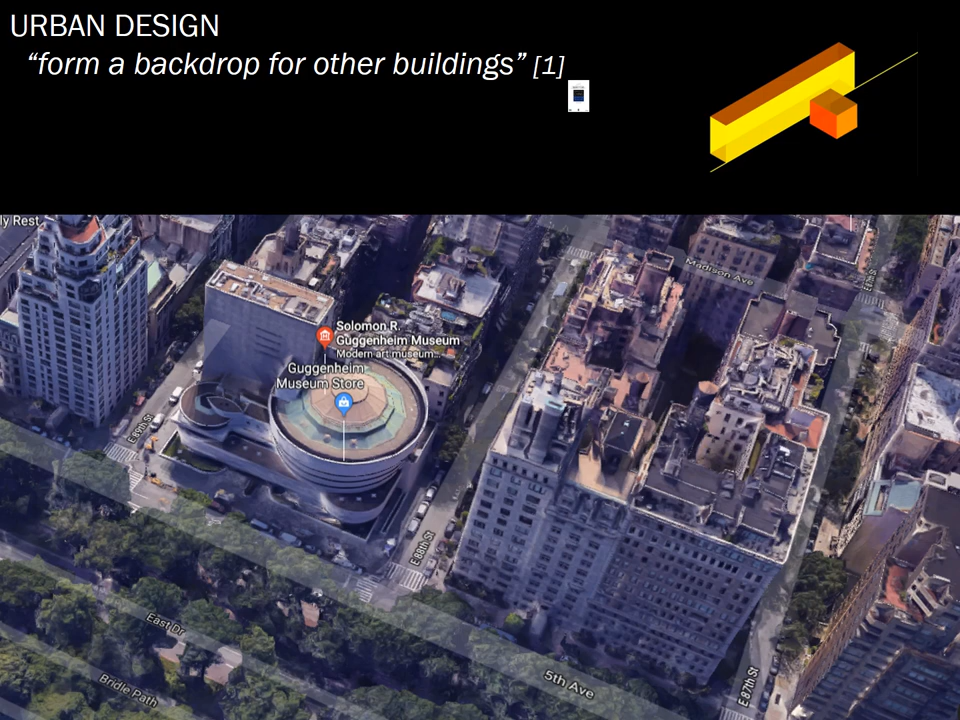 URBAN DESIGN
“form a backdrop for other buildings” [1]
ly Rest
Madison Ave
Solomon R.
Guggenheim Museum
Modern art museum...
Guggenheim
Museum Store
E 89th St
E 88th St
East Dr
Bridle Path
5th Ave
E 87th St